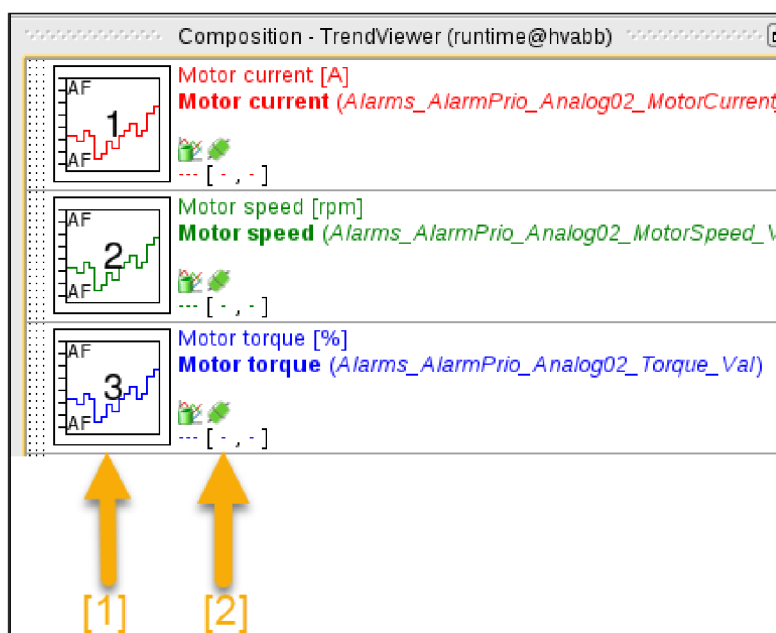 Composition - TrendViewer (runtime@hvabb)
AF
1
AF
Motor current [A]
Motor current (Alarms_AlarmPrio_Analog02_MotorCurrent
--- [ - , - ]
AF
2
AF
Motor speed [rpm]
Motor speed (Alarms_AlarmPrio_Analog02_MotorSpeed_V
--- [ - , - ]
AF
3
AF
Motor torque [%]
Motor torque (Alarms_AlarmPrio_Analog02_Torque_Val)
--- [ - , - ]
[1] [2]